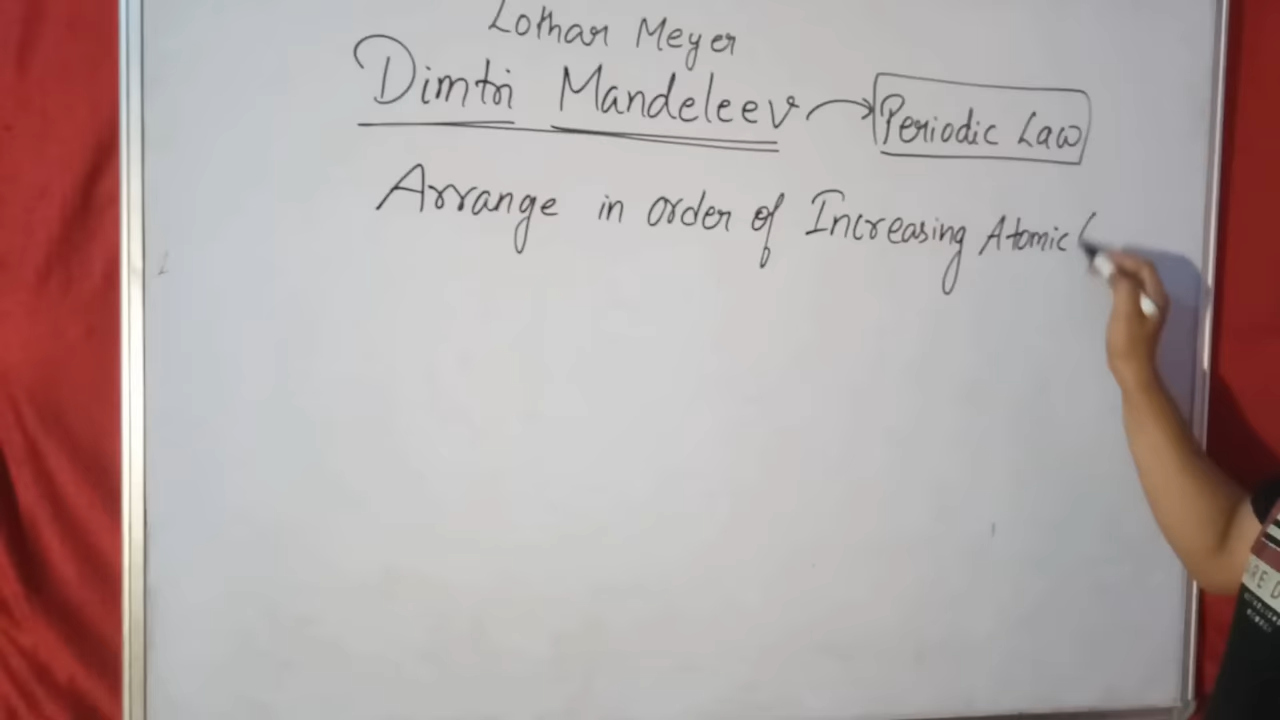 Lothar Meyer
Dimtri Mandeleev → Periodic Law
Arrange in order of Increasing Atomic